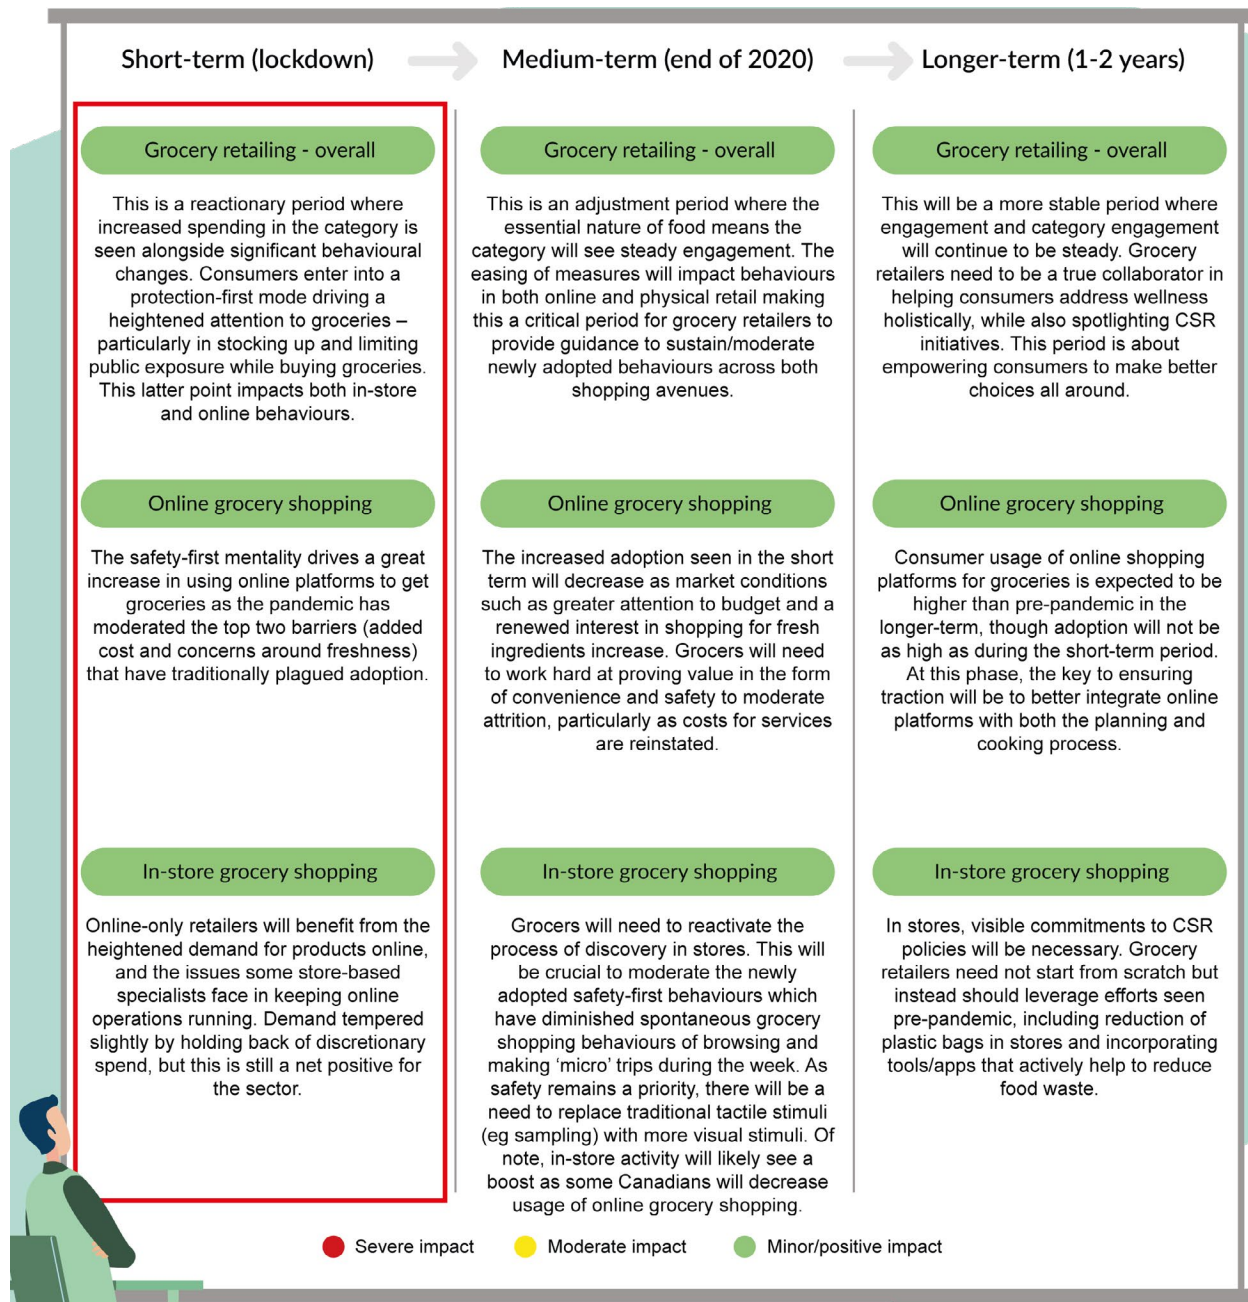 Short-term (lockdown)
Medium-term (end of 2020)
Longer-term (1-2 years)
Grocery retailing - overall
This is a reactionary period where
increased spending in the category is
seen alongside significant behavioural
changes. Consumers enter into a
protection-first mode driving a
heightened attention to groceries –
particularly in stocking up and limiting
public exposure while buying groceries.
This latter point impacts both in-store
and online behaviours.
Online grocery shopping
The safety-first mentality drives a great
increase in using online platforms to get
groceries as the pandemic has
moderated the top two barriers (added
cost and concerns around freshness)
that have traditionally plagued adoption.
In-store grocery shopping
Online-only retailers will benefit from the
heightened demand for products online,
and the issues some store-based
specialists face in keeping online
operations running. Demand tempered
slightly by holding back of discretionary
spend, but this is still a net positive for
the sector.
Grocery retailing - overall
This is an adjustment period where the
essential nature of food means the
category will see steady engagement. The
easing of measures will impact behaviours
in both online and physical retail making
this a critical period for grocery retailers to
provide guidance to sustain/moderate
newly adopted behaviours across both
shopping avenues.
Online grocery shopping
The increased adoption seen in the short
term will decrease as market conditions
such as greater attention to budget and a
renewed interest in shopping for fresh
ingredients increase. Grocers will need
to work hard at proving value in the form
of convenience and safety to moderate
attrition, particularly as costs for services
are reinstated.
In-store grocery shopping
Grocers will need to reactivate the
process of discovery in stores. This will
be crucial to moderate the newly
adopted safety-first behaviours which
have diminished spontaneous grocery
shopping behaviours of browsing and
making ‘micro’ trips during the week. As
safety remains a priority, there will be a
need to replace traditional tactile stimuli
(eg sampling) with more visual stimuli. Of
note, in-store activity will likely see a
boost as some Canadians will decrease
usage of online grocery shopping.
Grocery retailing - overall
This will be a more stable period where
engagement and category engagement
will continue to be steady. Grocery
retailers need to be a true collaborator in
helping consumers address wellness
holistically, while also spotlighting CSR
initiatives. This period is about
empowering consumers to make better
choices all around.
Online grocery shopping
Consumer usage of online shopping
platforms for groceries is expected to be
higher than pre-pandemic in the
longer-term, though adoption will not be
as high as during the short-term period.
At this phase, the key to ensuring
traction will be to better integrate online
platforms with both the planning and
cooking process.
In-store grocery shopping
In stores, visible commitments to CSR
policies will be necessary. Grocery
retailers need not start from scratch but
instead should leverage efforts seen
pre-pandemic, including reduction of
plastic bags in stores and incorporating
tools/apps that actively help to reduce
food waste.
Severe impact
Moderate impact
Minor/positive impact